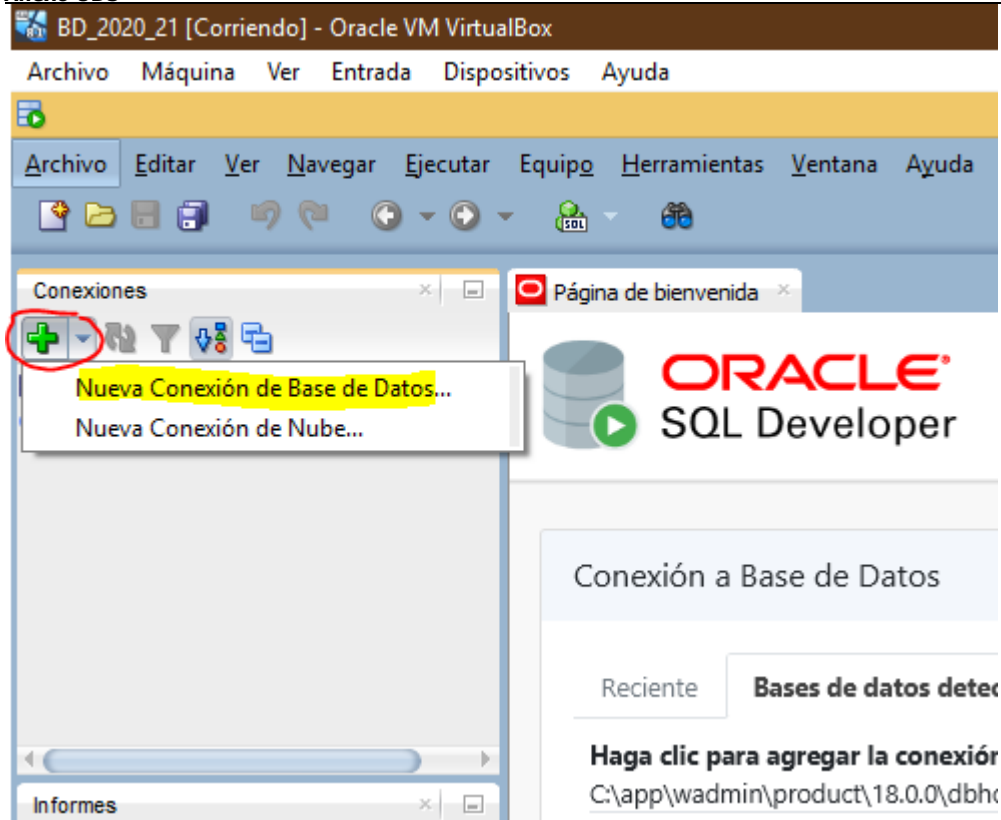 BD_2020_21 [Corriendo] - Oracle VM VirtualBox
Archivo Máquina Ver Entrada Dispositivos Ayuda
Archivo Editar Ver Navegar Ejecutar Equipo Herramientas Ventana Ayuda
SQL
Conexiones
Página de bienvenida
Nueva Conexión de Base de Datos...
Nueva Conexión de Nube...
ORACLE
SQL Developer
Conexión a Base de Datos
Reciente Bases de datos
Haga clic para agregar la conexión
C:\app\wadmin\product\18.0.0\
Informes